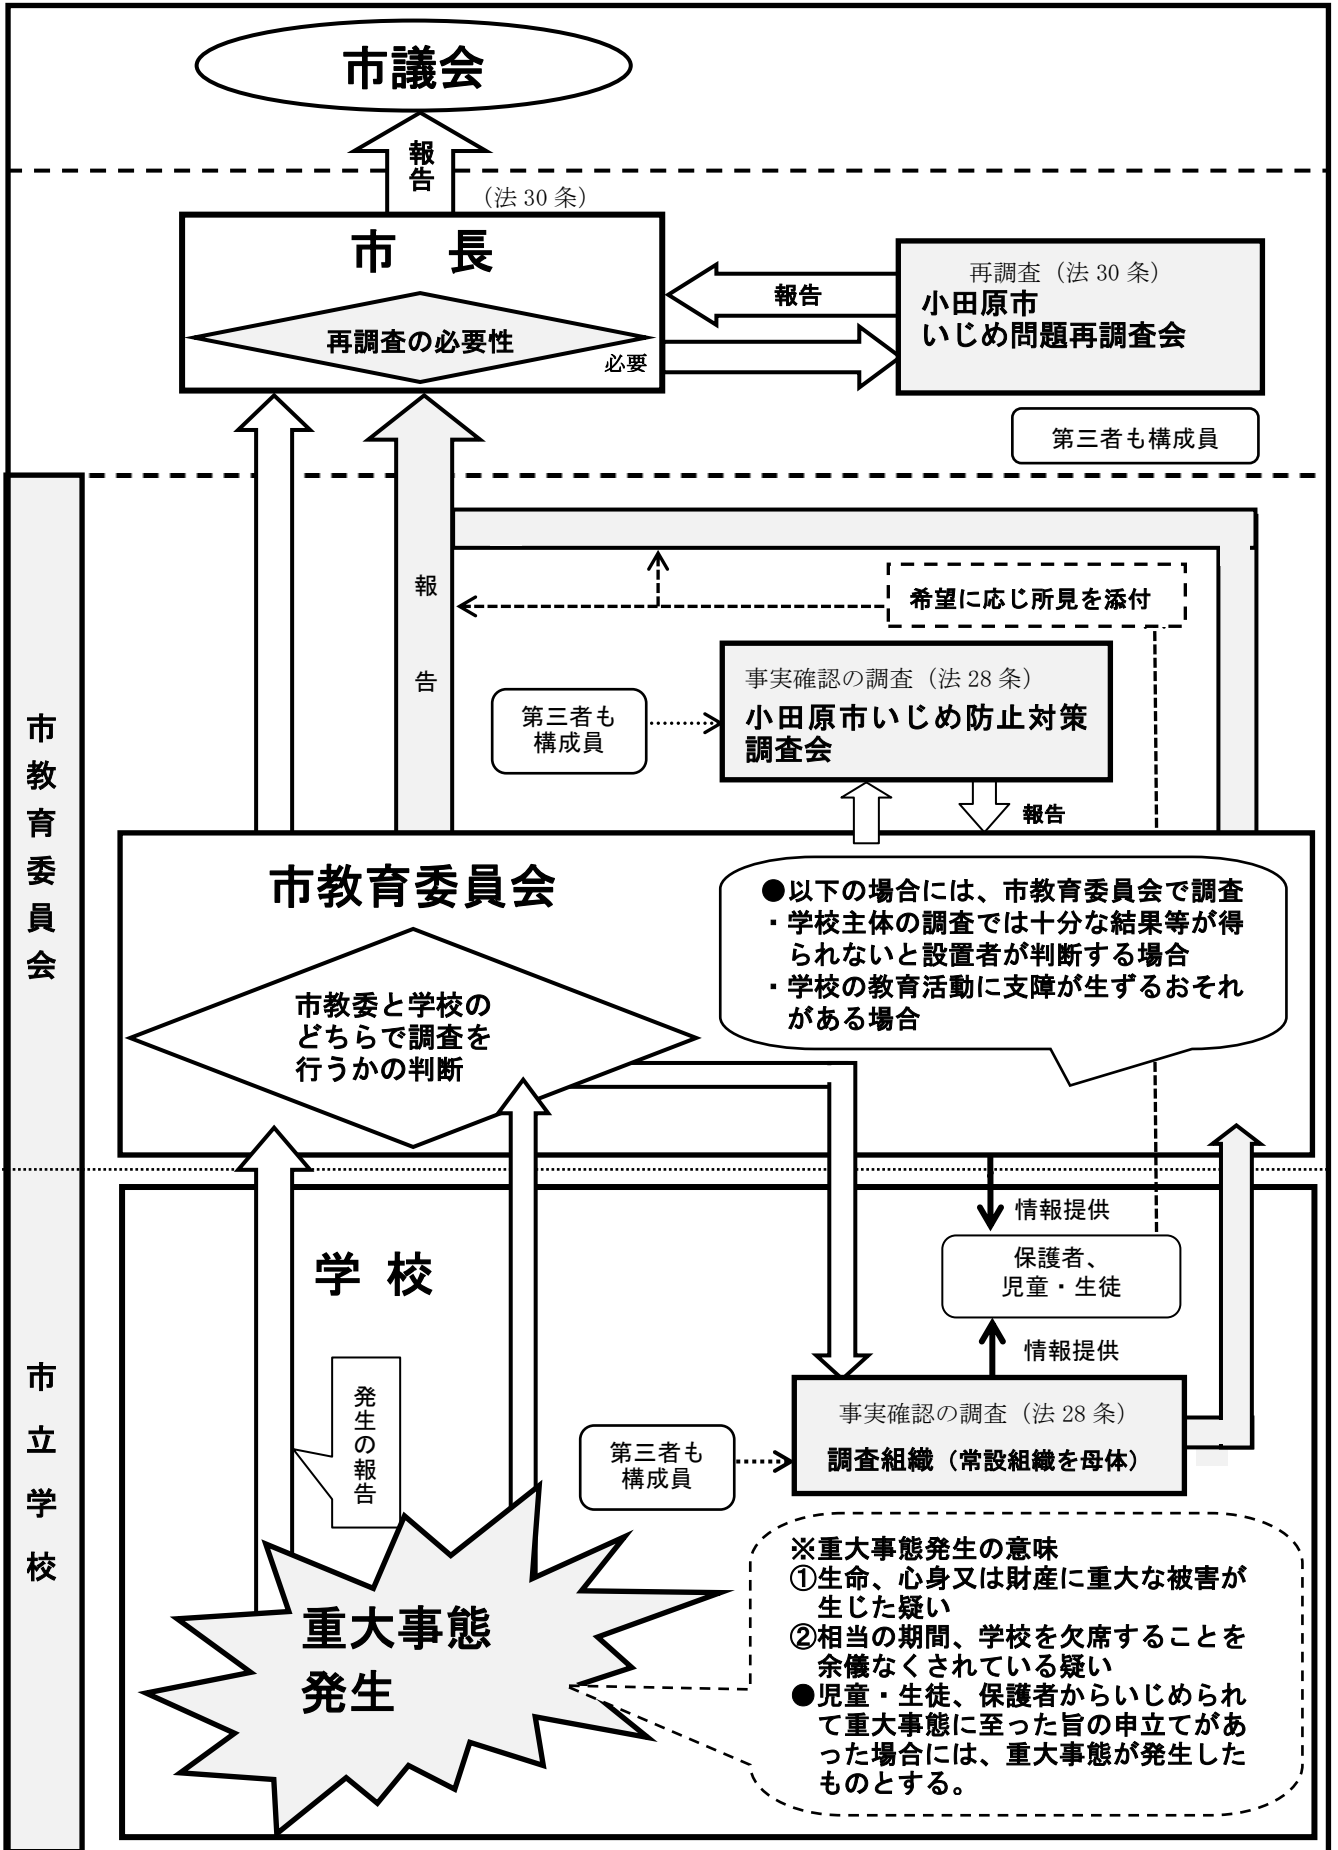 市議会
報告
（法 30 条）
市　長
再調査の必要性
必要
報告
再調査（法 30 条）
小田原市
いじめ問題再調査会
第三者も構成員
報
告
希望に応じ所見を添付
事実確認の調査（法 28 条）
小田原市いじめ防止対策
調査会
第三者も
構成員
報告
市教育委員会
市教育委員会
●以下の場合には、市教育委員会で調査
・学校主体の調査では十分な結果等が得
られないと設置者が判断する場合
・学校の教育活動に支障が生ずるおそれ
がある場合
市教委と学校の
どちらで調査を
行うかの判断
市立学校
学 校
情報提供
保護者、
児童・生徒
情報提供
発生の報告
事実確認の調査（法 28 条）
調査組織（常設組織を母体）
第三者も
構成員
重大事態
発生
※重大事態発生の意味
①生命、心身又は財産に重大な被害が
生じた疑い
②相当の期間、学校を欠席することを
余儀なくされている疑い
●児童・生徒、保護者からいじめられ
て重大事態に至った旨の申立てがあ
った場合には、重大事態が発生した
ものとする。